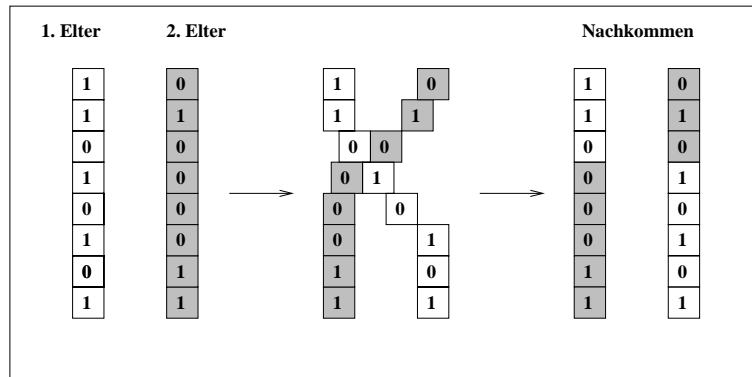 1. Elter 2. Elter Nachkommen
1 0 1 0 1 0
1 1 1 1 1 1
0 0 0 0 0 0
1 0 0 1 0 1
0 0 0 0 0 0
1 0 0 1 0 1
0 1 1 0 1 0
1 1 1 1 1 1